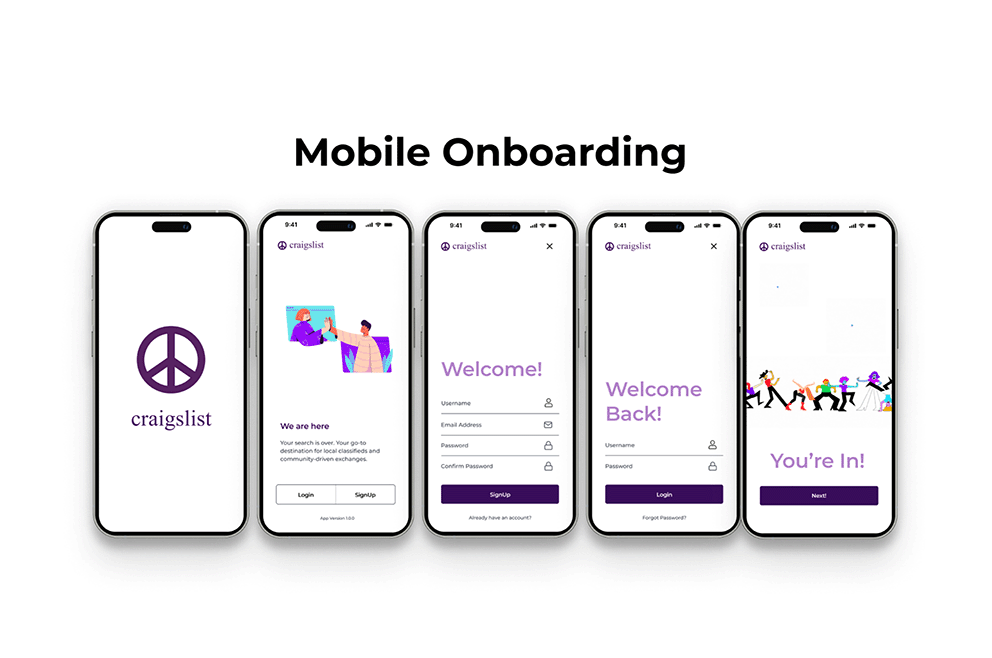 Mobile Onboarding
craigslist
9:41
craigslist
We are here
Your search is over. Your go-to
destination for local classifieds and
community-driven exchanges.
Login
SignUp
App Version 1.0.0
9:41
craigslist
Welcome!
Username
Email Address
Password
Confirm Password
SignUp
Already have an account?
9:41
craigslist
Welcome
Back!
Username
Password
Login
Forgot Password?
9:41
craigslist
You're In!
Next!